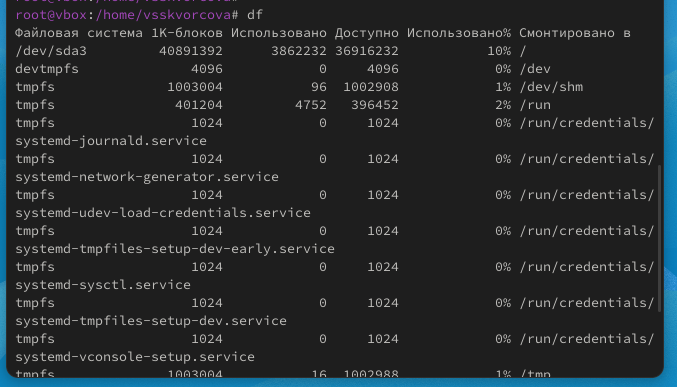 root@vbox:/home/vsskvorcova# df
Файловая система 1K-блоков Использовано Доступно Использовано% Смонтировано в
/dev/sda3 40891392 3862232 36916232 10% /
devtmpfs 4096 0 4096 0% /dev
tmpfs 1003004 96 1002908 1% /dev/shm
tmpfs 401204 4752 396452 2% /run
tmpfs 1024 0 1024 0% /run/credentials/
systemd-journald.service
tmpfs 1024 0 1024 0% /run/credentials/
systemd-network-generator.service
tmpfs 1024 0 1024 0% /run/credentials/
systemd-udev-load-credentials.service
tmpfs 1024 0 1024 0% /run/credentials/
systemd-tmpfiles-setup-dev-early.service
tmpfs 1024 0 1024 0% /run/credentials/
systemd-sysctl.service
tmpfs 1024 0 1024 0% /run/credentials/
systemd-tmpfiles-setup-dev.service
tmpfs 1024 0 1024 0% /run/credentials/
systemd-vconsole-setup.service
tmpfs 1003004 16 1002988 1% /tmp